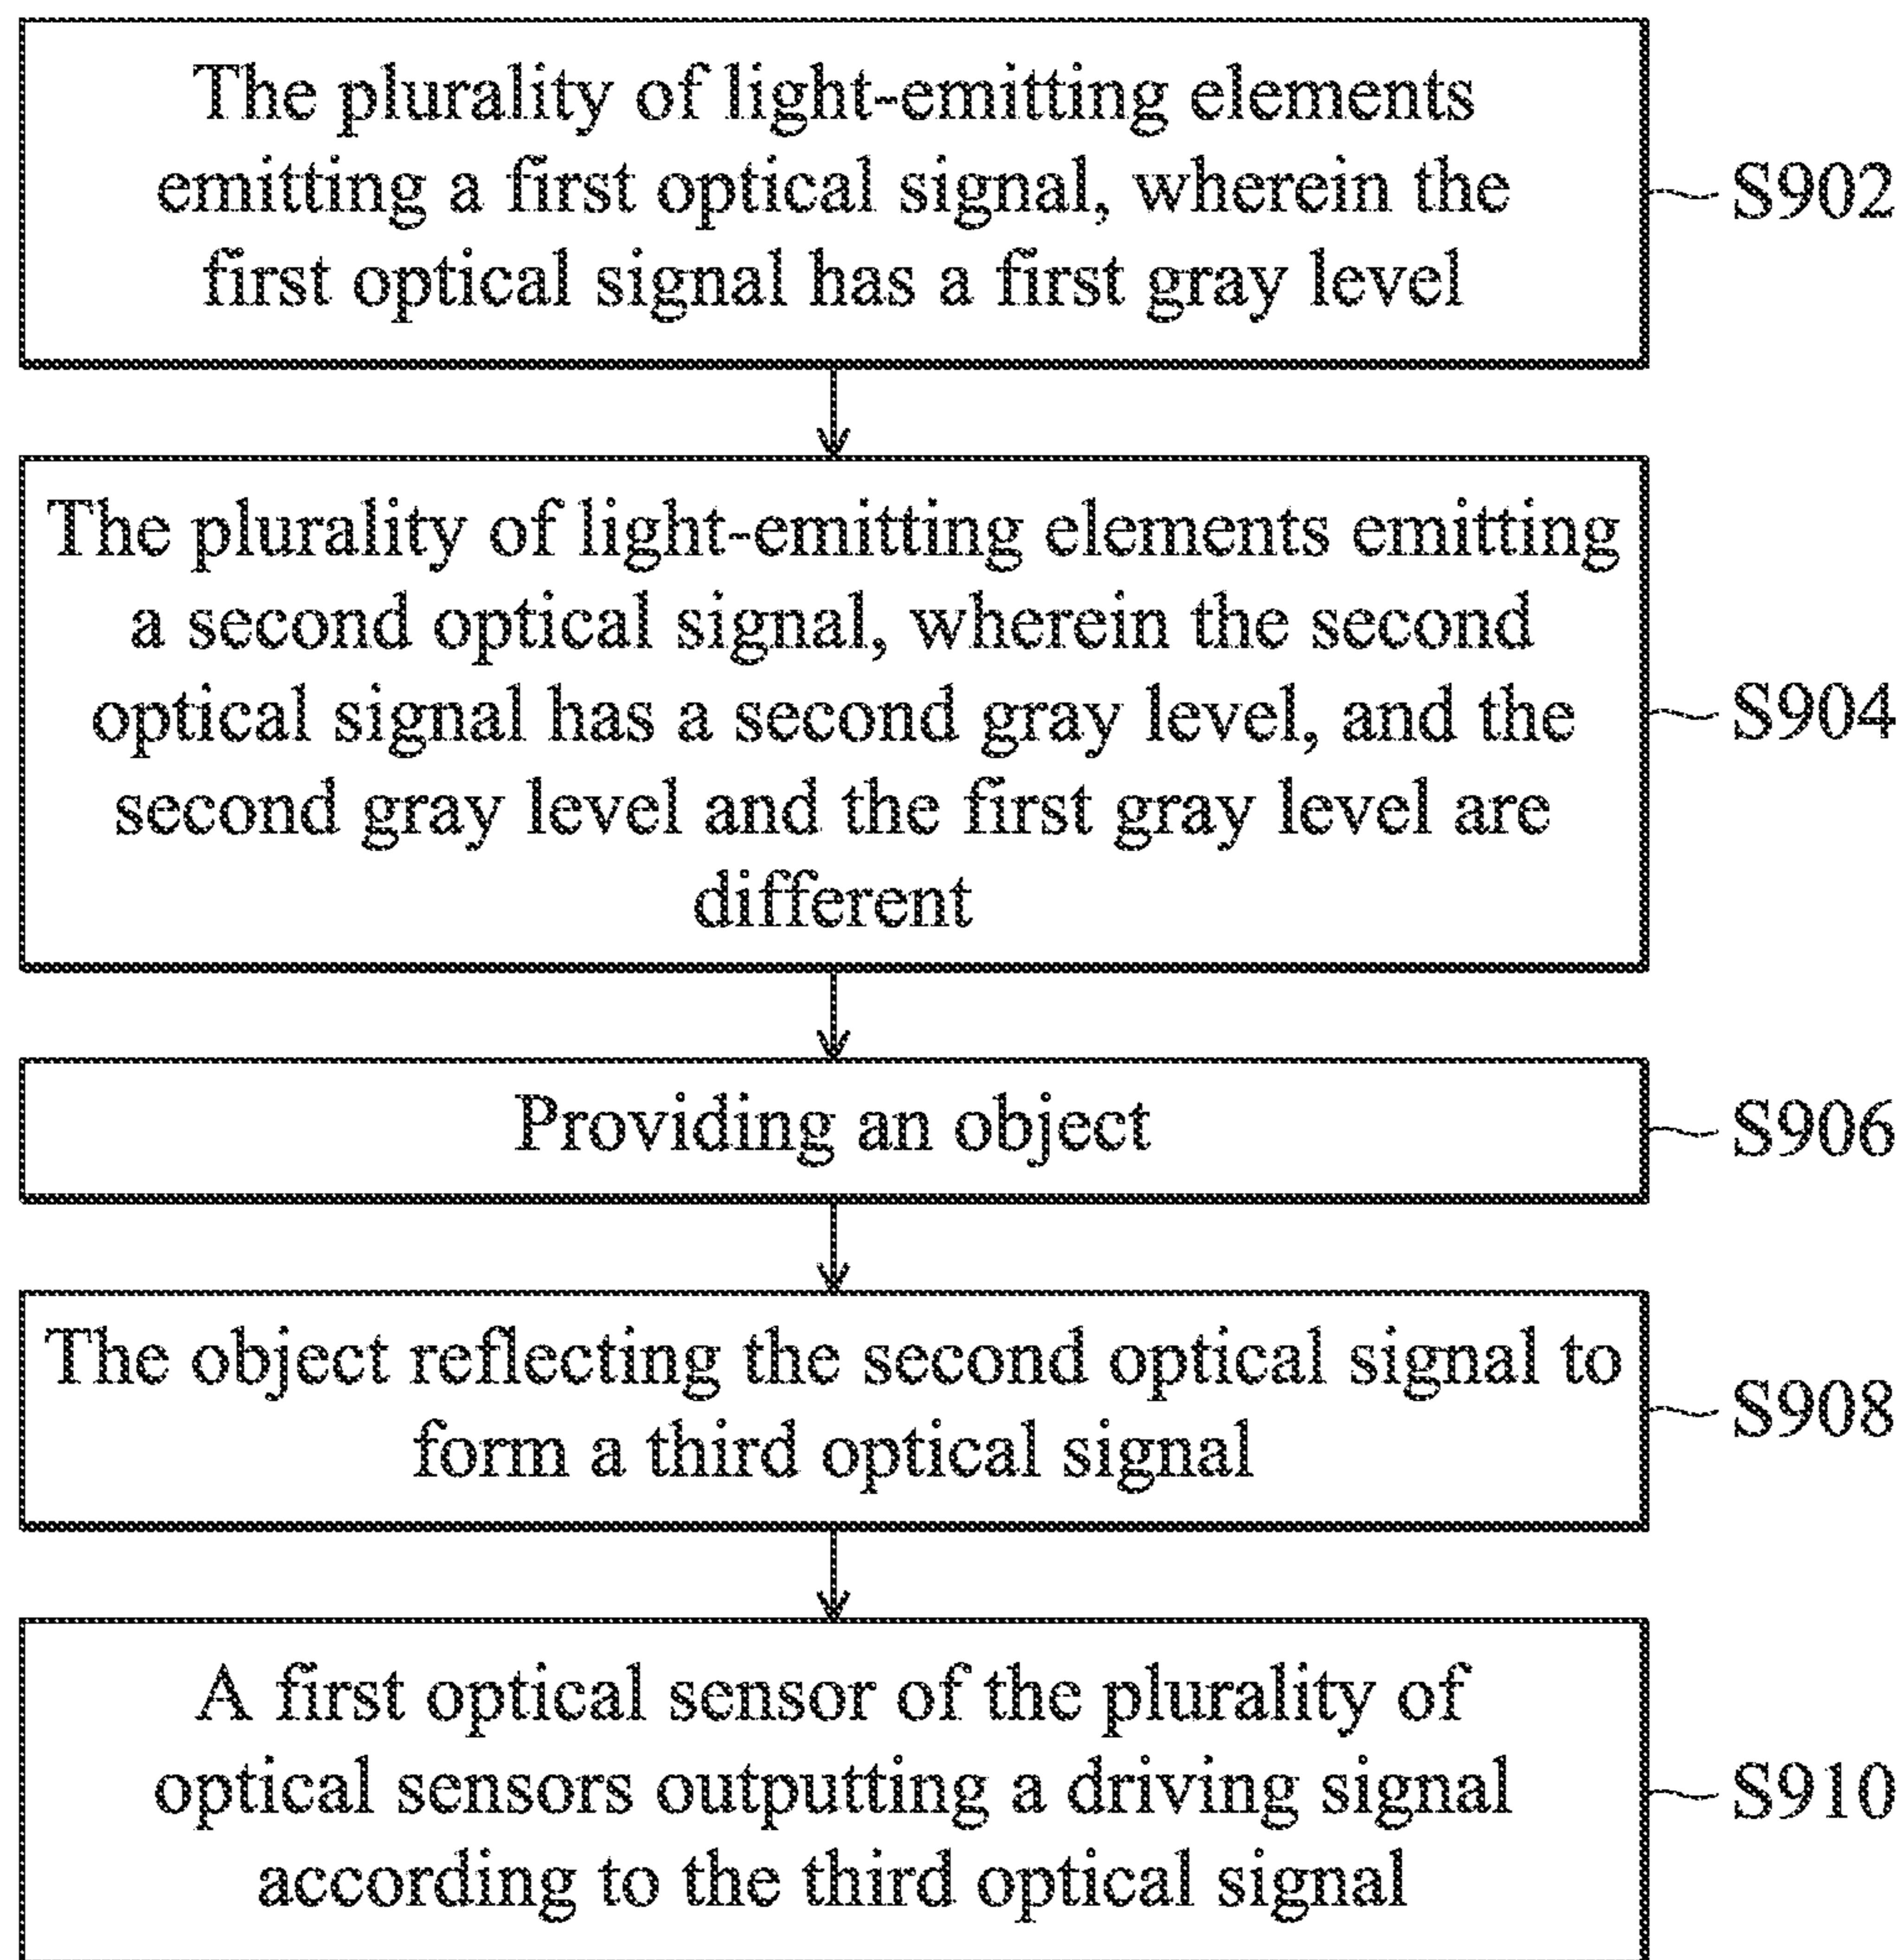 The plurality of light-emitting elements
emitting a first optical signal, wherein the
first optical signal has a first gray level
S902
The plurality of light-emitting elements emitting
a second optical signal, wherein the second
optical signal has a second gray level, and the
second gray level and the first gray level are
different
S904
Providing an object
S906
The object reflecting the second optical signal to
form a third optical signal
S908
A first optical sensor of the plurality of
optical sensors outputting a driving signal
according to the third optical signal
S910